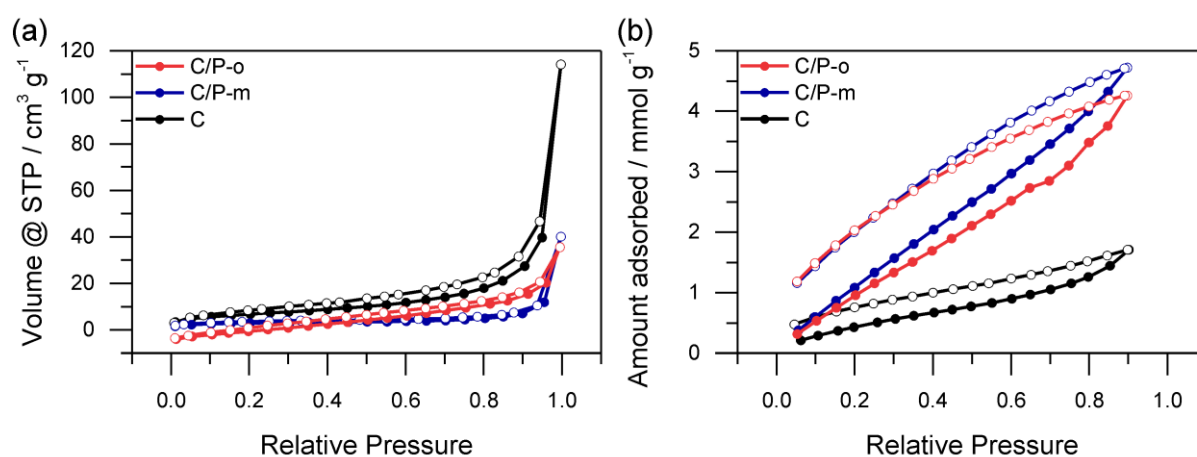 (a)
Volume @ STP / cm³ g⁻¹
120
100
80
60
40
20
0
C/P-o
C/P-m
C
0.0 0.2 0.4 0.6 0.8 1.0
Relative Pressure
(b)
Amount adsorbed / mmol g⁻¹
5
4
3
2
1
0
C/P-o
C/P-m
C
0.0 0.2 0.4 0.6 0.8 1.0
Relative Pressure